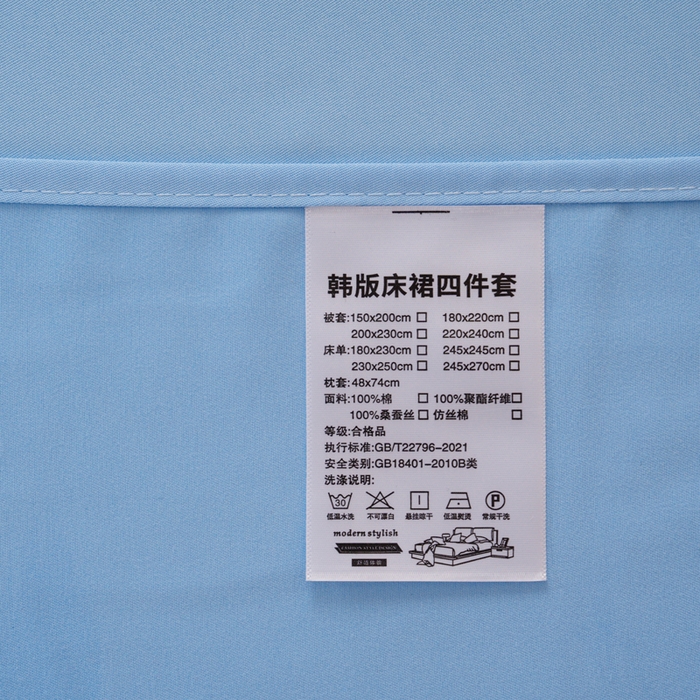 韩版床裙四件套
被套:150x200cm □ 180x220cm □
200x230cm □ 220x240cm □
床单:180x230cm □ 245x245cm □
230x250cm □ 245x270cm □
枕套:48x74cm
面料:100%棉 □ 100%聚酯纤维□
100%桑蚕丝 □ 仿丝棉 □
等级:合格品
执行标准:GB/T22796-2021
安全类别:GB18401-2010B类
洗涤说明:
30 P
低温水洗 不可漂白 悬挂晾干 低温熨烫 常规干洗
modern stylish
FASHION STYLE DESIGN